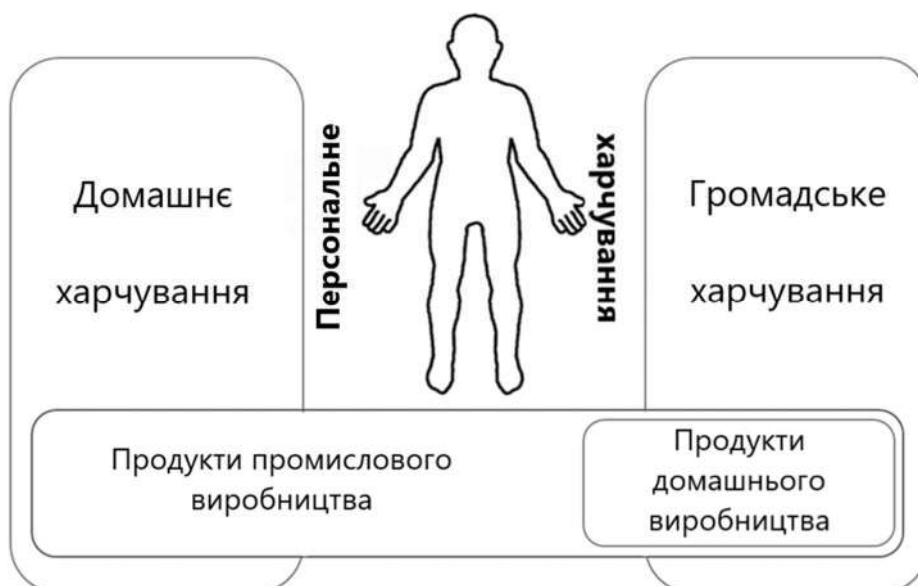 Домашнє
харчування
Персональне
харчування
Громадське
харчування
Продукти промислового
виробництва
Продукти
домашнього
виробництва